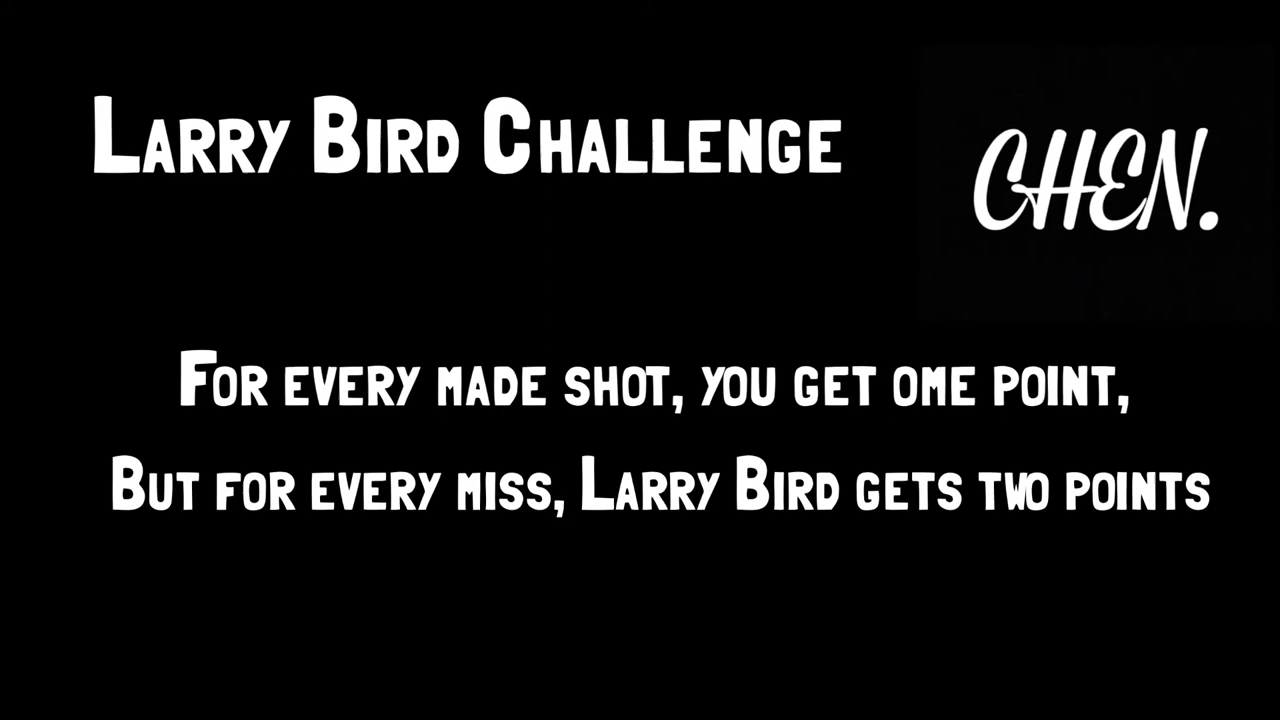 Larry Bird Challenge
CHEN.
For every made shot, you get ome point,
But for every miss, Larry Bird gets two points